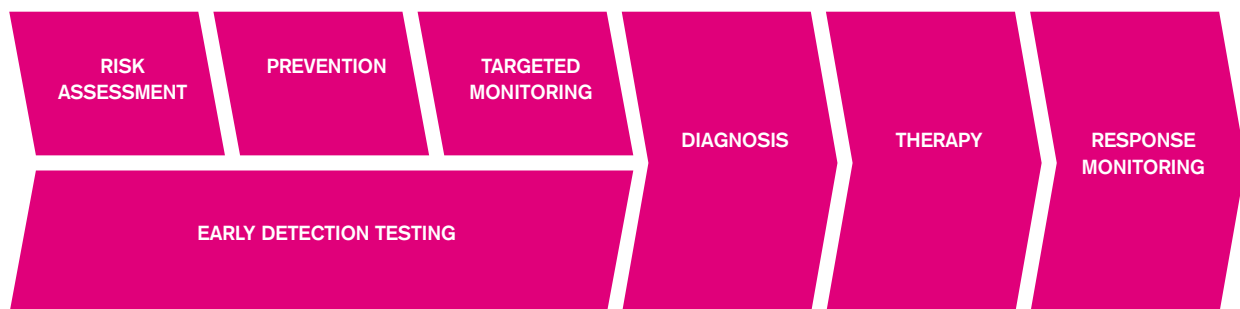 RISK
ASSESSMENT
PREVENTION
TARGETED
MONITORING
EARLY DETECTION TESTING
DIAGNOSIS
THERAPY
RESPONSE
MONITORING